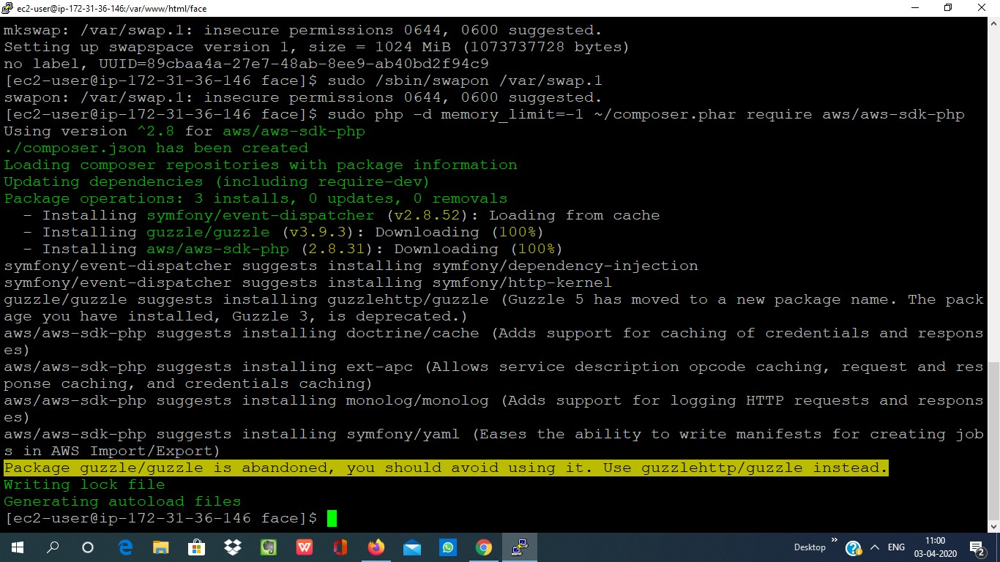 ec2-user@ip-172-31-36-146:/var/www/html/face
mkswap: /var/swap.1: insecure permissions 0644, 0600 suggested.
Setting up swapspace version 1, size = 1024 MiB (1073737728 bytes)
no label, UUID=89cbaa4a-27e7-48ab-8ee9-ab40bd2f94c9
[ec2-user@ip-172-31-36-146 face]$ sudo /sbin/swapon /var/swap.1
swapon: /var/swap.1: insecure permissions 0644, 0600 suggested.
[ec2-user@ip-172-31-36-146 face]$ sudo php -d memory_limit=-1 ~/composer.phar require aws/aws-sdk-php
Using version ^2.8 for aws/aws-sdk-php
./composer.json has been created
Loading composer repositories with package information
Updating dependencies (including require-dev)
Package operations: 3 installs, 0 updates, 0 removals
  - Installing symfony/event-dispatcher (v2.8.52): Loading from cache
  - Installing guzzle/guzzle (v3.9.3): Downloading (100%)
  - Installing aws/aws-sdk-php (2.8.31): Downloading (100%)
symfony/event-dispatcher suggests installing symfony/dependency-injection
symfony/event-dispatcher suggests installing symfony/http-kernel
guzzle/guzzle suggests installing guzzlehttp/guzzle (Guzzle 5 has moved to a new package name. The pack
age you have installed, Guzzle 3, is deprecated.)
aws/aws-sdk-php suggests installing doctrine/cache (Adds support for caching of credentials and respons
es)
aws/aws-sdk-php suggests installing ext-apc (Allows service description opcode caching, request and res
ponse caching, and credentials caching)
aws/aws-sdk-php suggests installing monolog/monolog (Adds support for logging HTTP requests and respons
es)
aws/aws-sdk-php suggests installing symfony/yaml (Eases the ability to write manifests for creating job
s in AWS Import/Export)
Package guzzle/guzzle is abandoned, you should avoid using it. Use guzzlehttp/guzzle instead.
Writing lock file
Generating autoload files
[ec2-user@ip-172-31-36-146 face]$
Desktop » ENG 11:00
03-04-2020 2